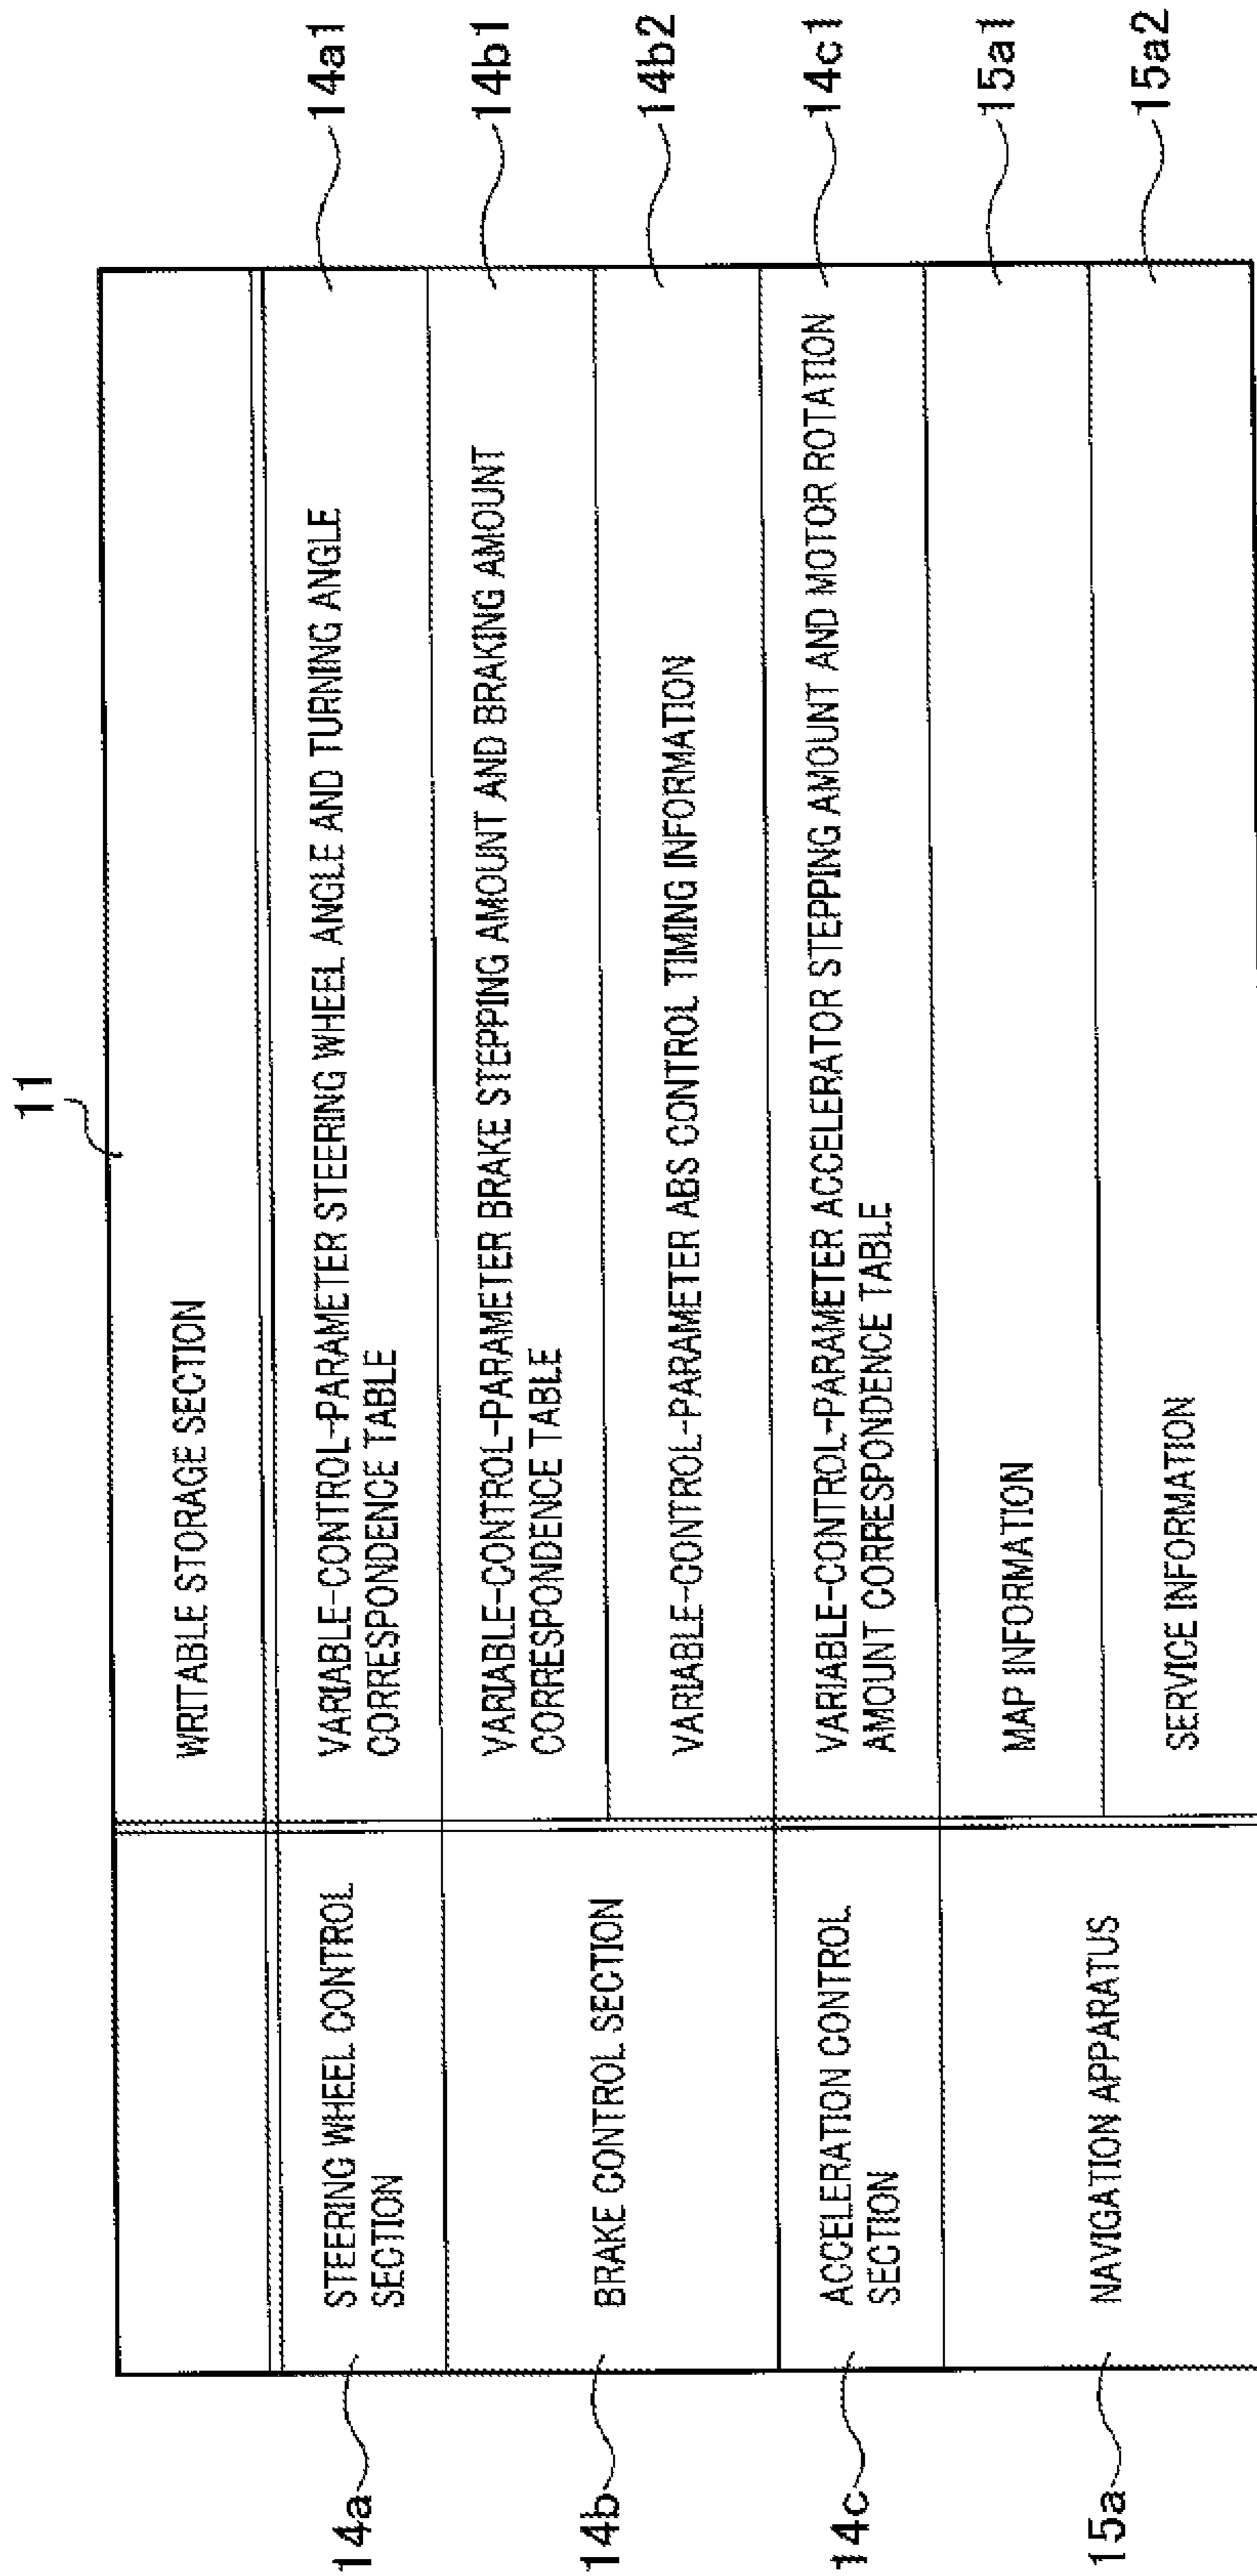 11
WRITABLE STORAGE SECTION
14a
STEERING WHEEL CONTROL
SECTION
VARIABLE-CONTROL-PARAMETER STEERING WHEEL ANGLE AND TURNING ANGLE
CORRESPONDENCE TABLE
14a1
14b
BRAKE CONTROL SECTION
VARIABLE-CONTROL-PARAMETER BRAKE STEPPING AMOUNT AND BRAKING AMOUNT
CORRESPONDENCE TABLE
14b1
VARIABLE-CONTROL-PARAMETER ABS CONTROL TIMING INFORMATION
14b2
14c
ACCELERATION CONTROL
SECTION
VARIABLE-CONTROL-PARAMETER ACCELERATOR STEPPING AMOUNT AND MOTOR ROTATION
AMOUNT CORRESPONDENCE TABLE
14c1
15a
NAVIGATION APPARATUS
MAP INFORMATION
15a1
SERVICE INFORMATION
15a2